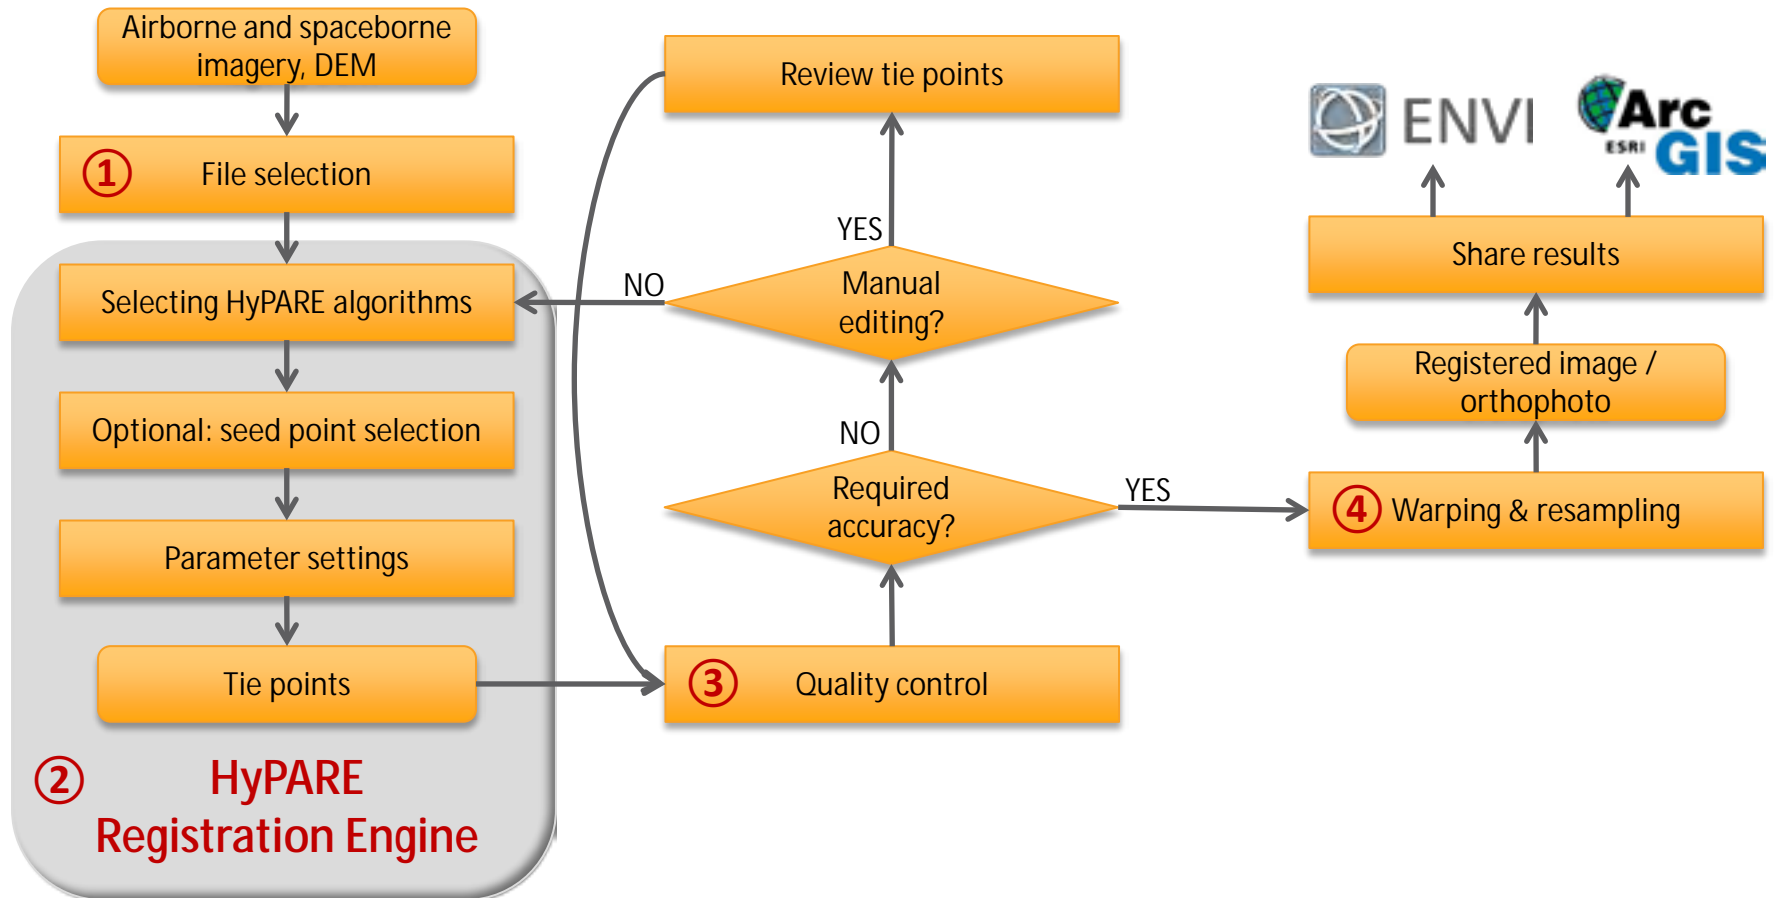 Airborne and spaceborne
imagery, DEM
① File selection
Selecting HyPARE algorithms
Optional: seed point selection
Parameter settings
Tie points
② HyPARE
Registration Engine
Review tie points
YES
NO
Manual
editing?
NO
Required
accuracy?
YES
③ Quality control
ENVI
Arc
ESRI GIS
Share results
Registered image /
orthophoto
④ Warping & resampling